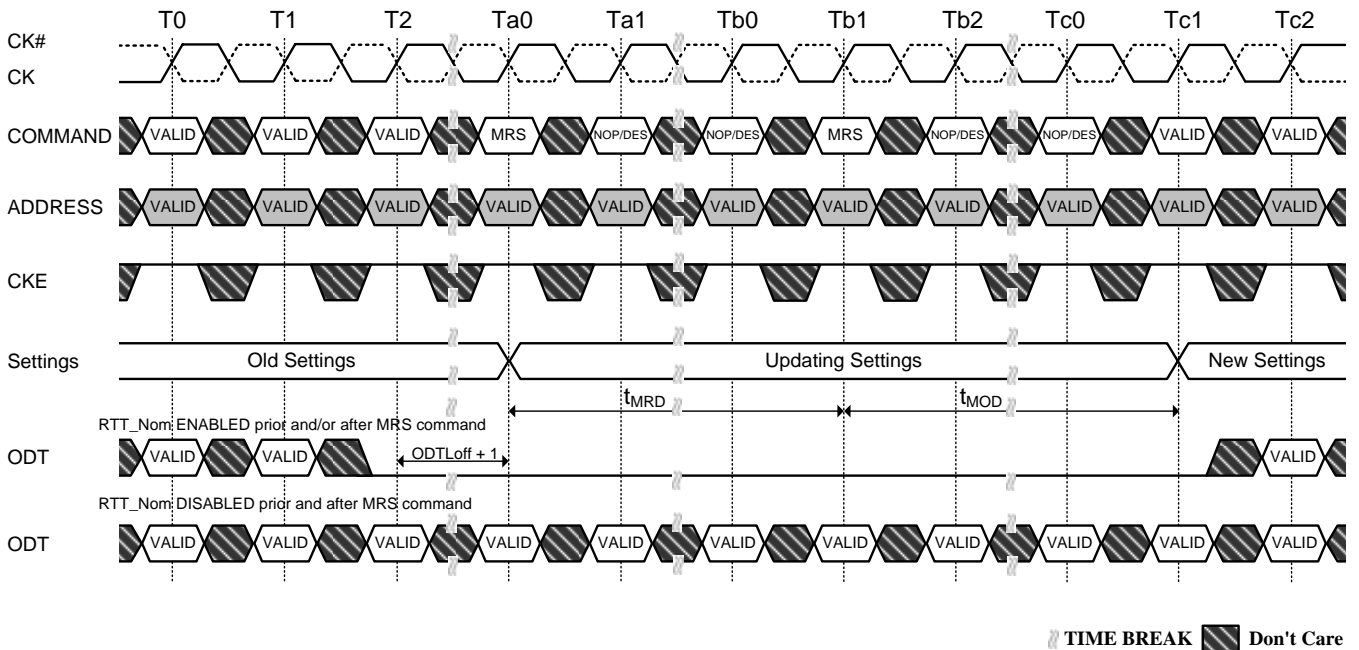 T0 T1 T2 Ta0 Ta1 Tb0 Tb1 Tb2 Tc0 Tc1 Tc2
CK#
CK
COMMAND VALID VALID VALID MRS NOP/DES NOP/DES MRS NOP/DES NOP/DES VALID VALID
ADDRESS VALID VALID VALID VALID VALID VALID VALID VALID VALID VALID VALID
CKE
Settings Old Settings Updating Settings New Settings
tMRD tMOD
RTT_Nom ENABLED prior and/or after MRS command
ODT VALID VALID ODTLoff + 1 VALID
RTT_Nom DISABLED prior and after MRS command
ODT VALID VALID VALID VALID VALID VALID VALID VALID VALID VALID VALID
TIME BREAK Don't Care